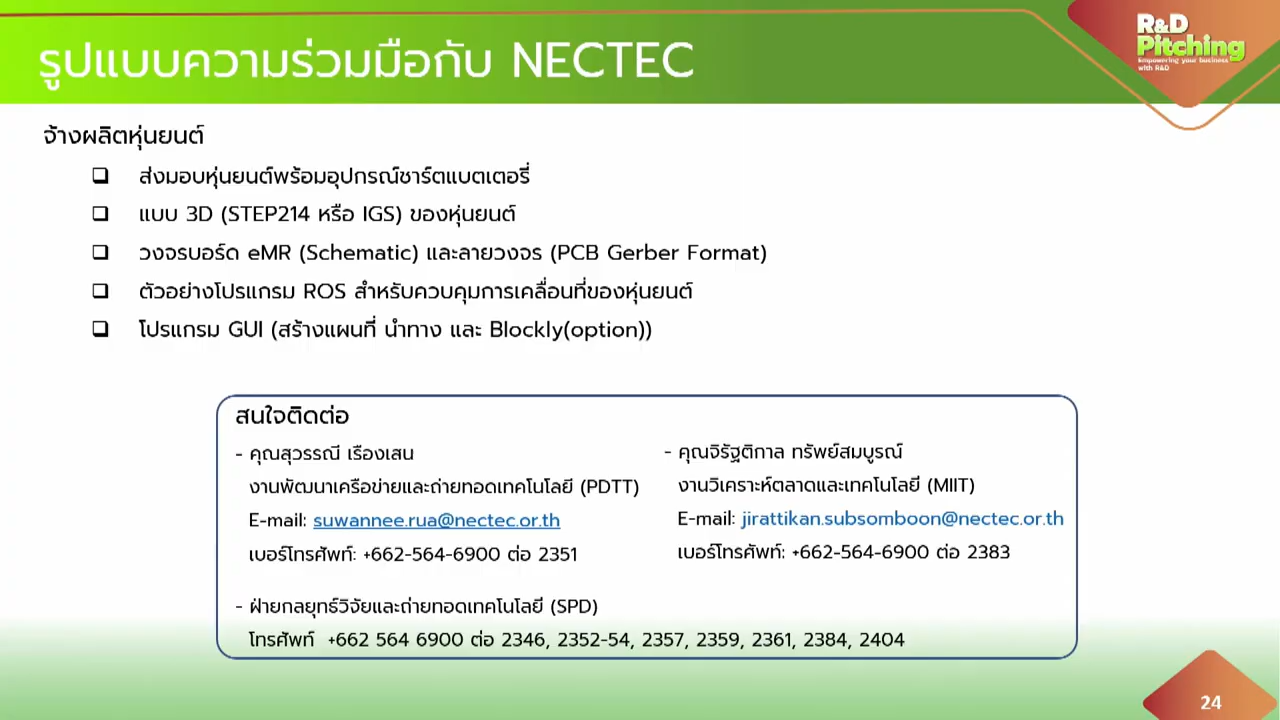 รูปแบบความร่วมมือกับ NECTEC
R&D
Pitching
Empowering your business
with R&D
จ้างผลิตหุ่นยนต์
❑ ส่งมอบหุ่นยนต์พร้อมอุปกรณ์ชาร์ตแบตเตอรี่
❑ แบบ 3D (STEP214 หรือ IGS) ของหุ่นยนต์
❑ วงจรบอร์ด eMR (Schematic) และลายวงจร (PCB Gerber Format)
❑ ตัวอย่างโปรแกรม ROS สำหรับควบคุมการเคลื่อนที่ของหุ่นยนต์
❑ โปรแกรม GUI (สร้างแผนที่ นำทาง และ Blockly(option))
สนใจติดต่อ
- คุณสุวรรณี เรืองเสน
งานพัฒนาเครือข่ายและถ่ายทอดเทคโนโลยี (PDTT)
E-mail: suwannee.rua@nectec.or.th
เบอร์โทรศัพท์: +662-564-6900 ต่อ 2351
- คุณจิรัฐติกาล ทรัพย์สมบูรณ์
งานวิเคราะห์ตลาดและเทคโนโลยี (MIIT)
E-mail: jirattikan.subsomboon@nectec.or.th
เบอร์โทรศัพท์: +662-564-6900 ต่อ 2383
- ฝ่ายกลยุทธ์วิจัยและถ่ายทอดเทคโนโลยี (SPD)
โทรศัพท์ +662 564 6900 ต่อ 2346, 2352-54, 2357, 2359, 2361, 2384, 2404
24